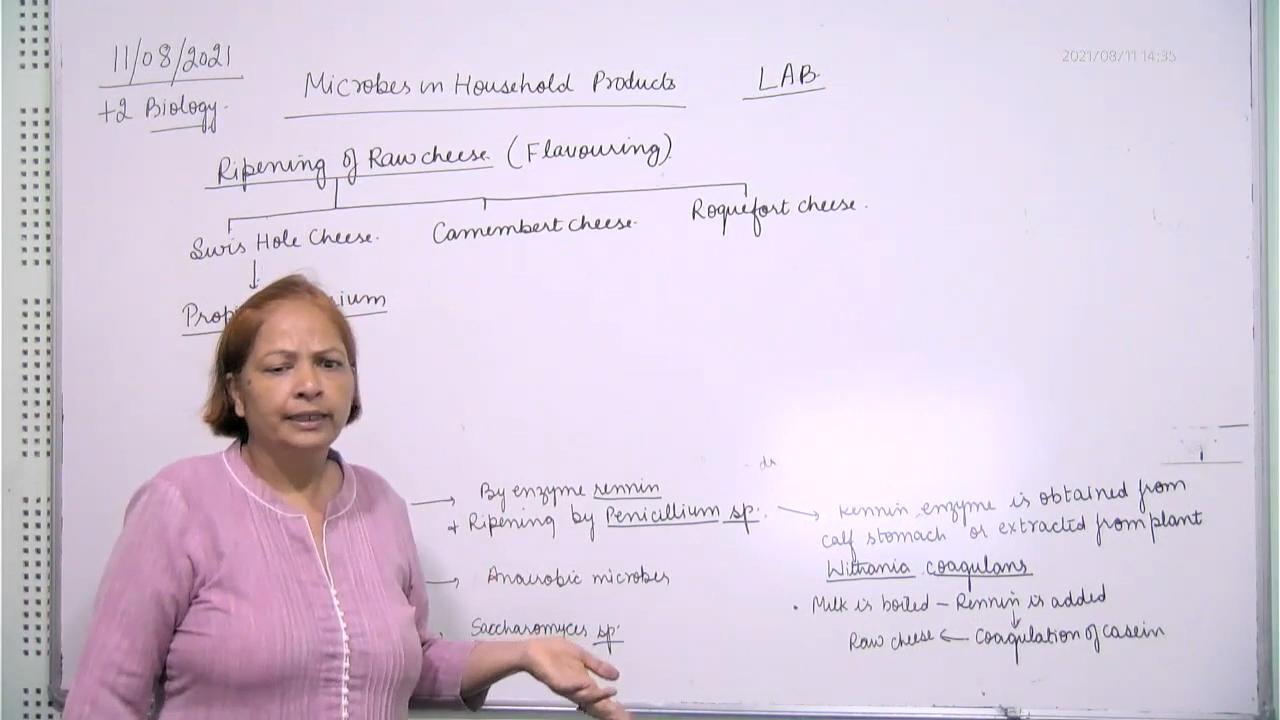 11/08/2021
+2 Biology.
Microbes in Household Products
LAB
2021/08/11 14:35
Ripening of Raw cheese. (Flavouring)
Swis Hole Cheese.
Camembert cheese.
Roquefort cheese.
→ By enzyme rennin
+ Ripening by Penicillium sp. → Rennin enzyme is obtained from
calf stomach or extracted from plant
Withania coagulans
→ Anaerobic microbes
Saccharomyces sp.
• Milk is boiled – Rennin is added
Raw cheese ← Coagulation of casein